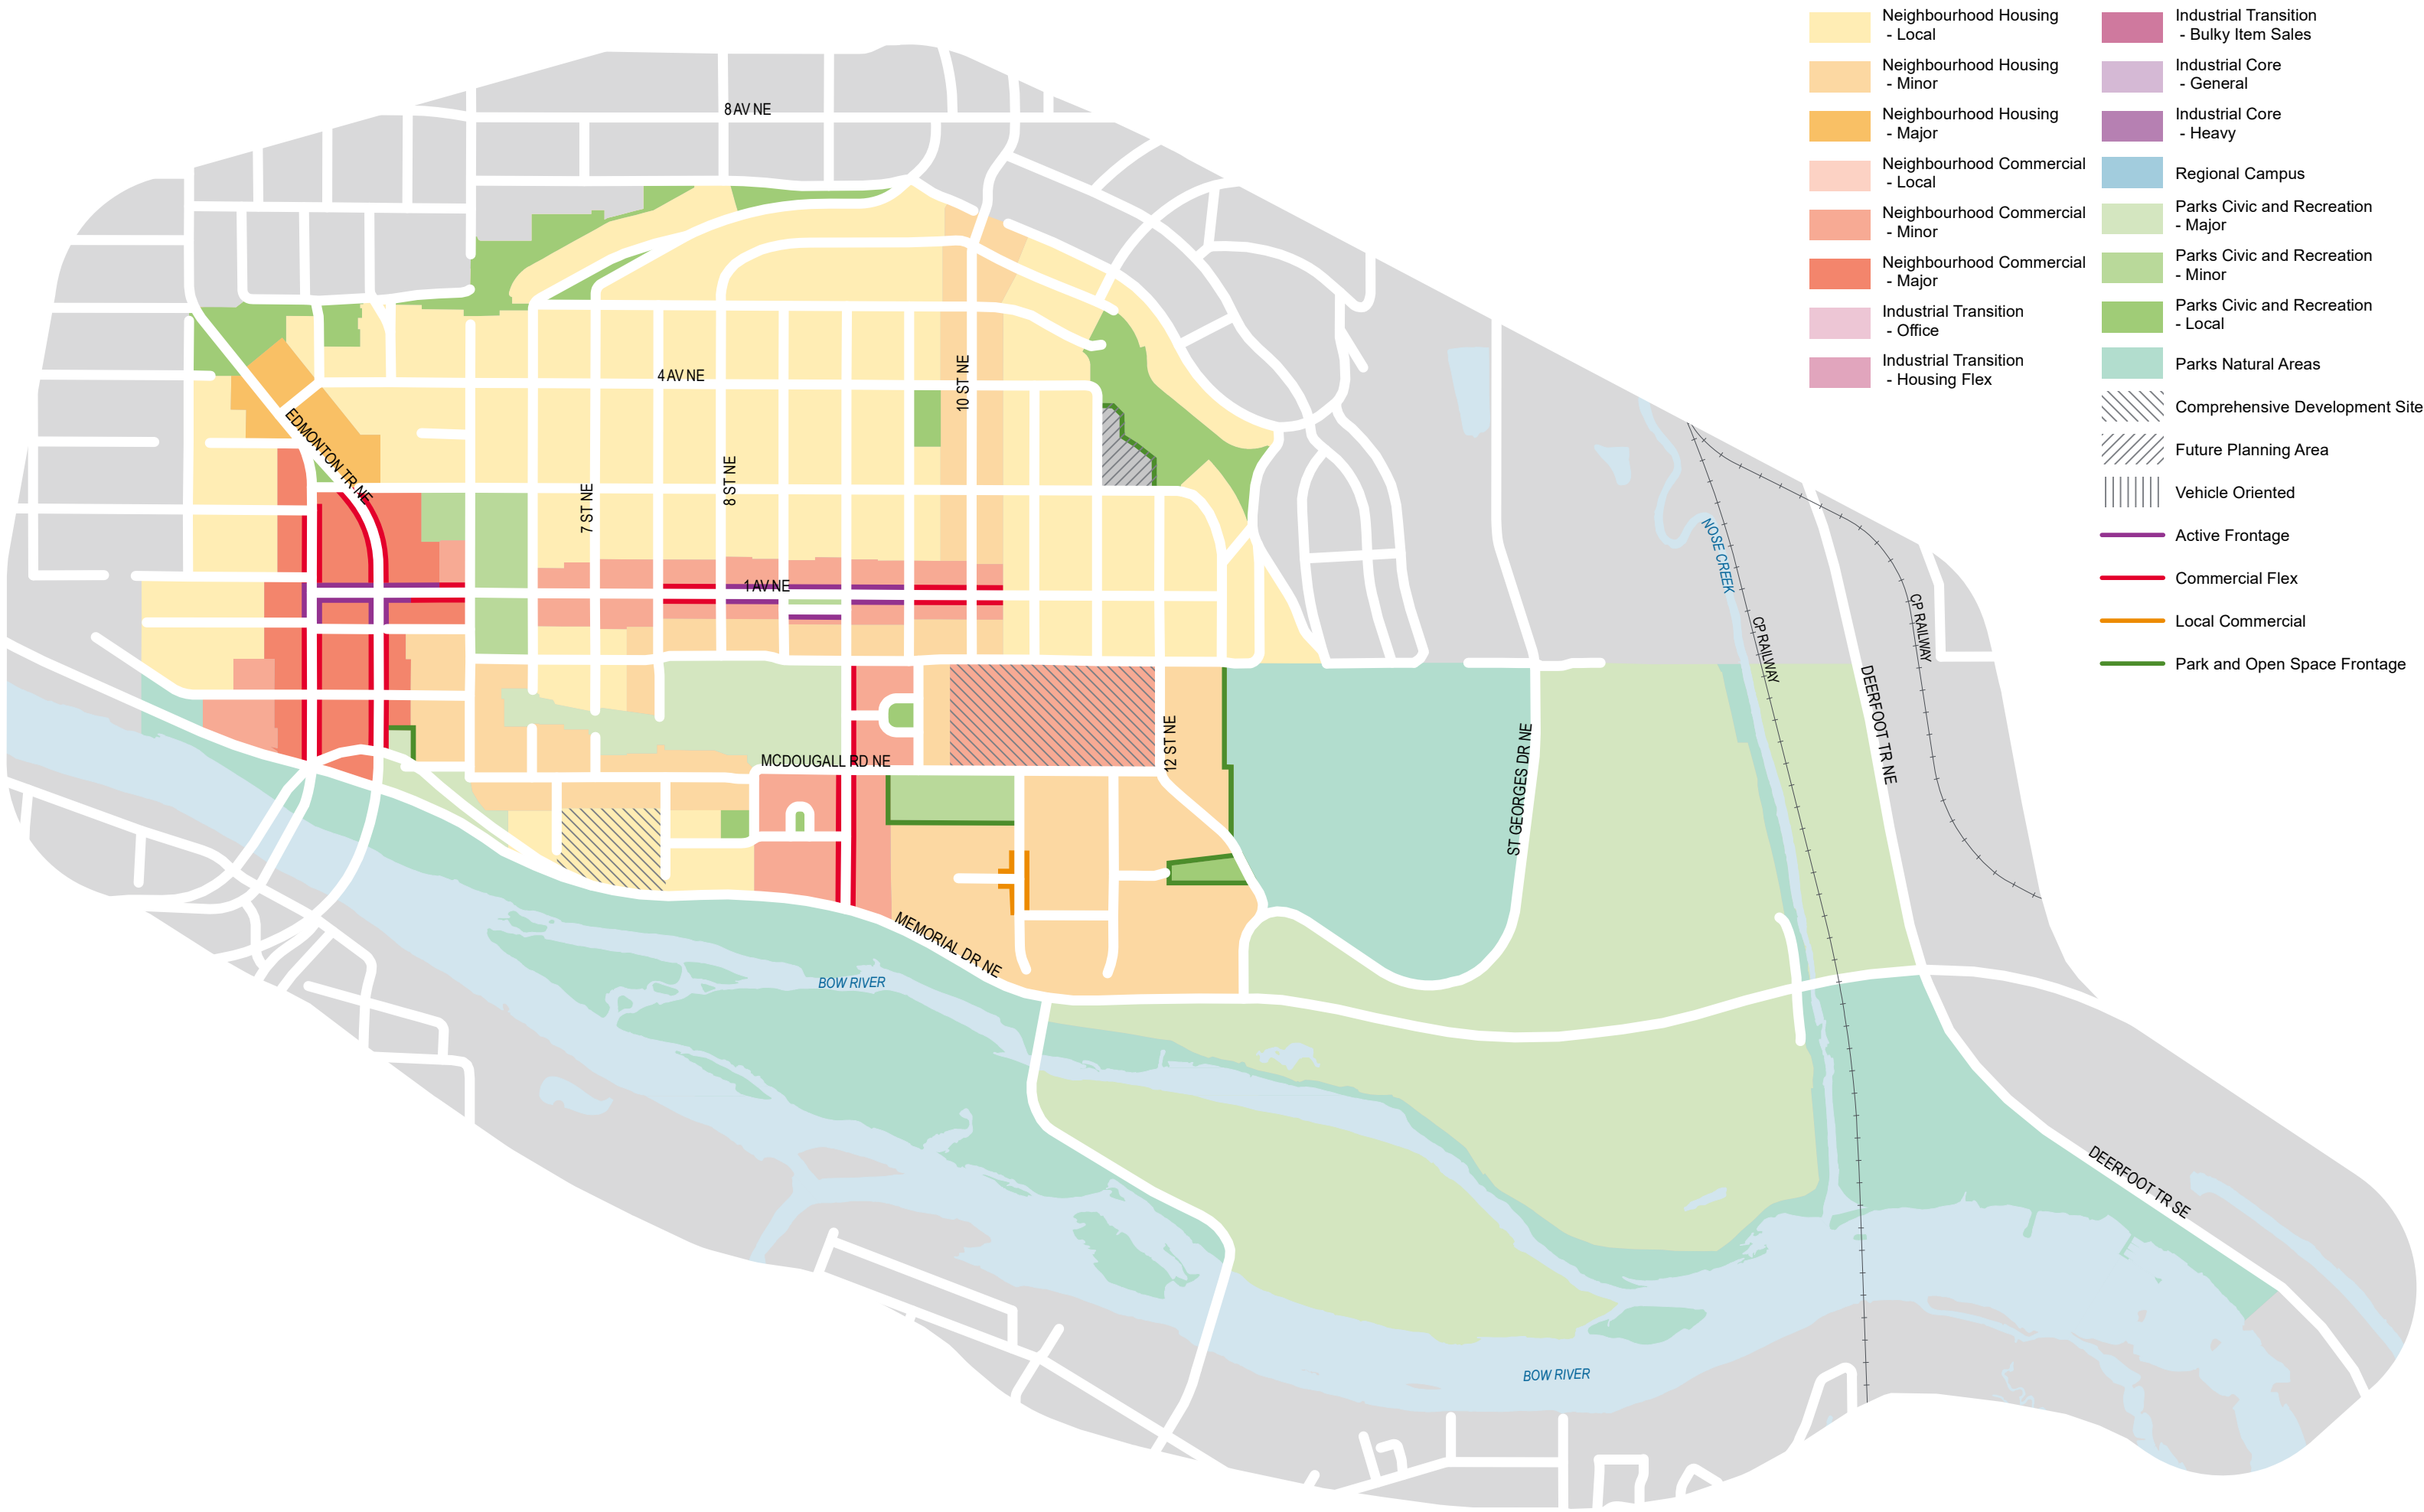 Neighbourhood Housing
- Local
Neighbourhood Housing
- Minor
Neighbourhood Housing
- Major
Neighbourhood Commercial
- Local
Neighbourhood Commercial
- Minor
Neighbourhood Commercial
- Major
Industrial Transition
- Office
Industrial Transition
- Housing Flex
Industrial Transition
- Bulky Item Sales
Industrial Core
- General
Industrial Core
- Heavy
Regional Campus
Parks Civic and Recreation
- Major
Parks Civic and Recreation
- Minor
Parks Civic and Recreation
- Local
Parks Natural Areas
Comprehensive Development Site
Future Planning Area
Vehicle Oriented
Active Frontage
Commercial Flex
Local Commercial
Park and Open Space Frontage
8 AV NE
4 AV NE
10 ST NE
EDMONTON TR NE
7 ST NE
8 ST NE
1 AV NE
NOSE CREEK
CP RAILWAY
CP RAILWAY
DEERFOOT TR NE
MCDOUGALL RD NE
12 ST NE
ST GEORGES DR NE
MEMORIAL DR NE
BOW RIVER
DEERFOOT TR SE
BOW RIVER